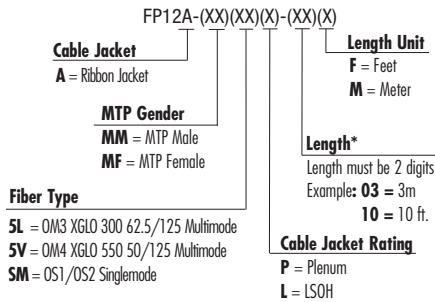 FP12A-(XX)(XX)(X)-(XX)(X)
Cable Jacket
A = Ribbon Jacket
MTP Gender
MM = MTP Male
MF = MTP Female
Fiber Type
5L = OM3 XGLO 300 62.5/125 Multimode
5V = OM4 XGLO 550 50/125 Multimode
SM = OS1/OS2 Singlemode
Length Unit
F = Feet
M = Meter
Length*
Length must be 2 digits
Example: 03 = 3m
10 = 10 ft.
Cable Jacket Rating
P = Plenum
L = LSOH